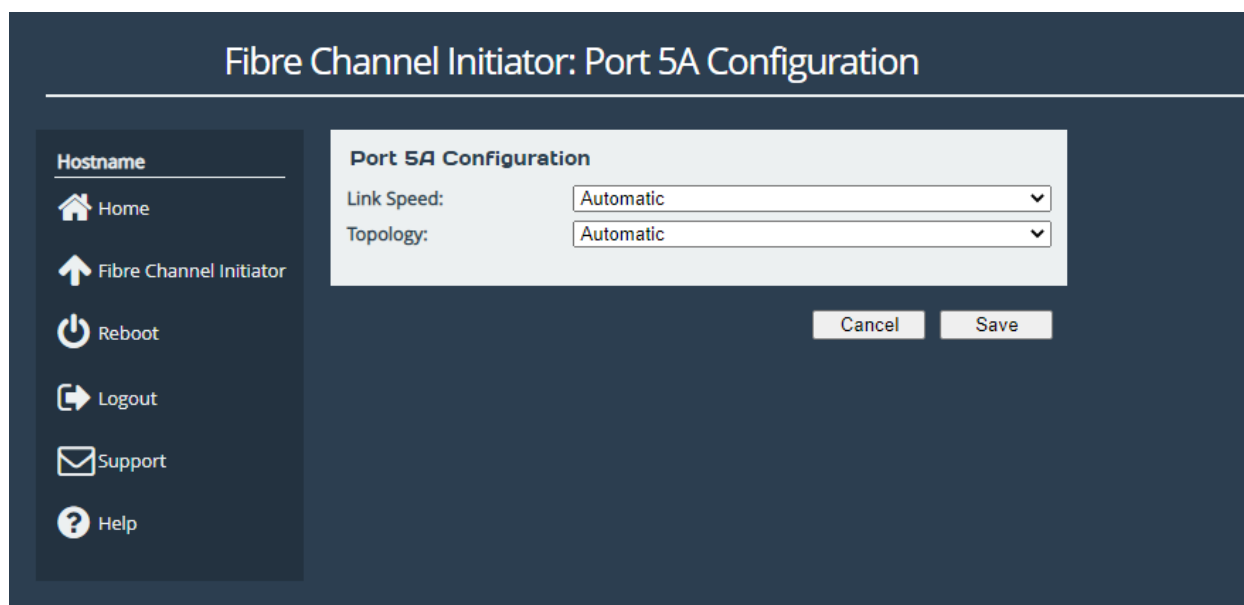 Fibre Channel Initiator: Port 5A Configuration
Hostname
Home
Fibre Channel Initiator
Reboot
Logout
Support
Help
Port 5A Configuration
Link Speed: Automatic
Topology: Automatic
Cancel Save